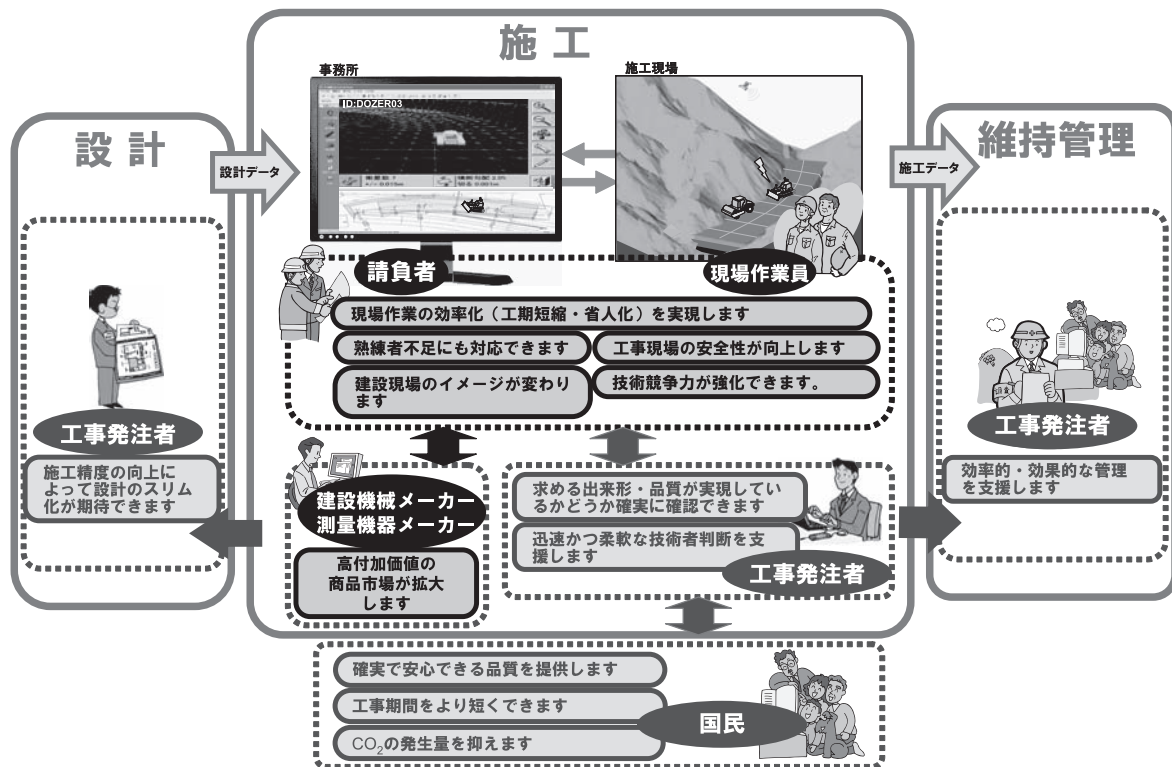 施工
事務所
施工現場
ID:DOZER03
設計
設計データ
施工データ
維持管理
請負者
現場作業員
現場作業の効率化（工期短縮・省人化）を実現します
熟練者不足にも対応できます
工事現場の安全性が向上します
建設現場のイメージが変わり
ます
技術競争力が強化できます。
工事発注者
施工精度の向上に
よって設計のスリム
化が期待できます
建設機械メーカー
測量機器メーカー
高付加価値の
商品市場が拡大
します
求める出来形・品質が実現してい
るかどうか確実に確認できます
迅速かつ柔軟な技術者判断を支
援します
工事発注者
工事発注者
効率的・効果的な管理
を支援します
確実で安心できる品質を提供します
工事期間をより短くできます
CO₂の発生量を抑えます
国民